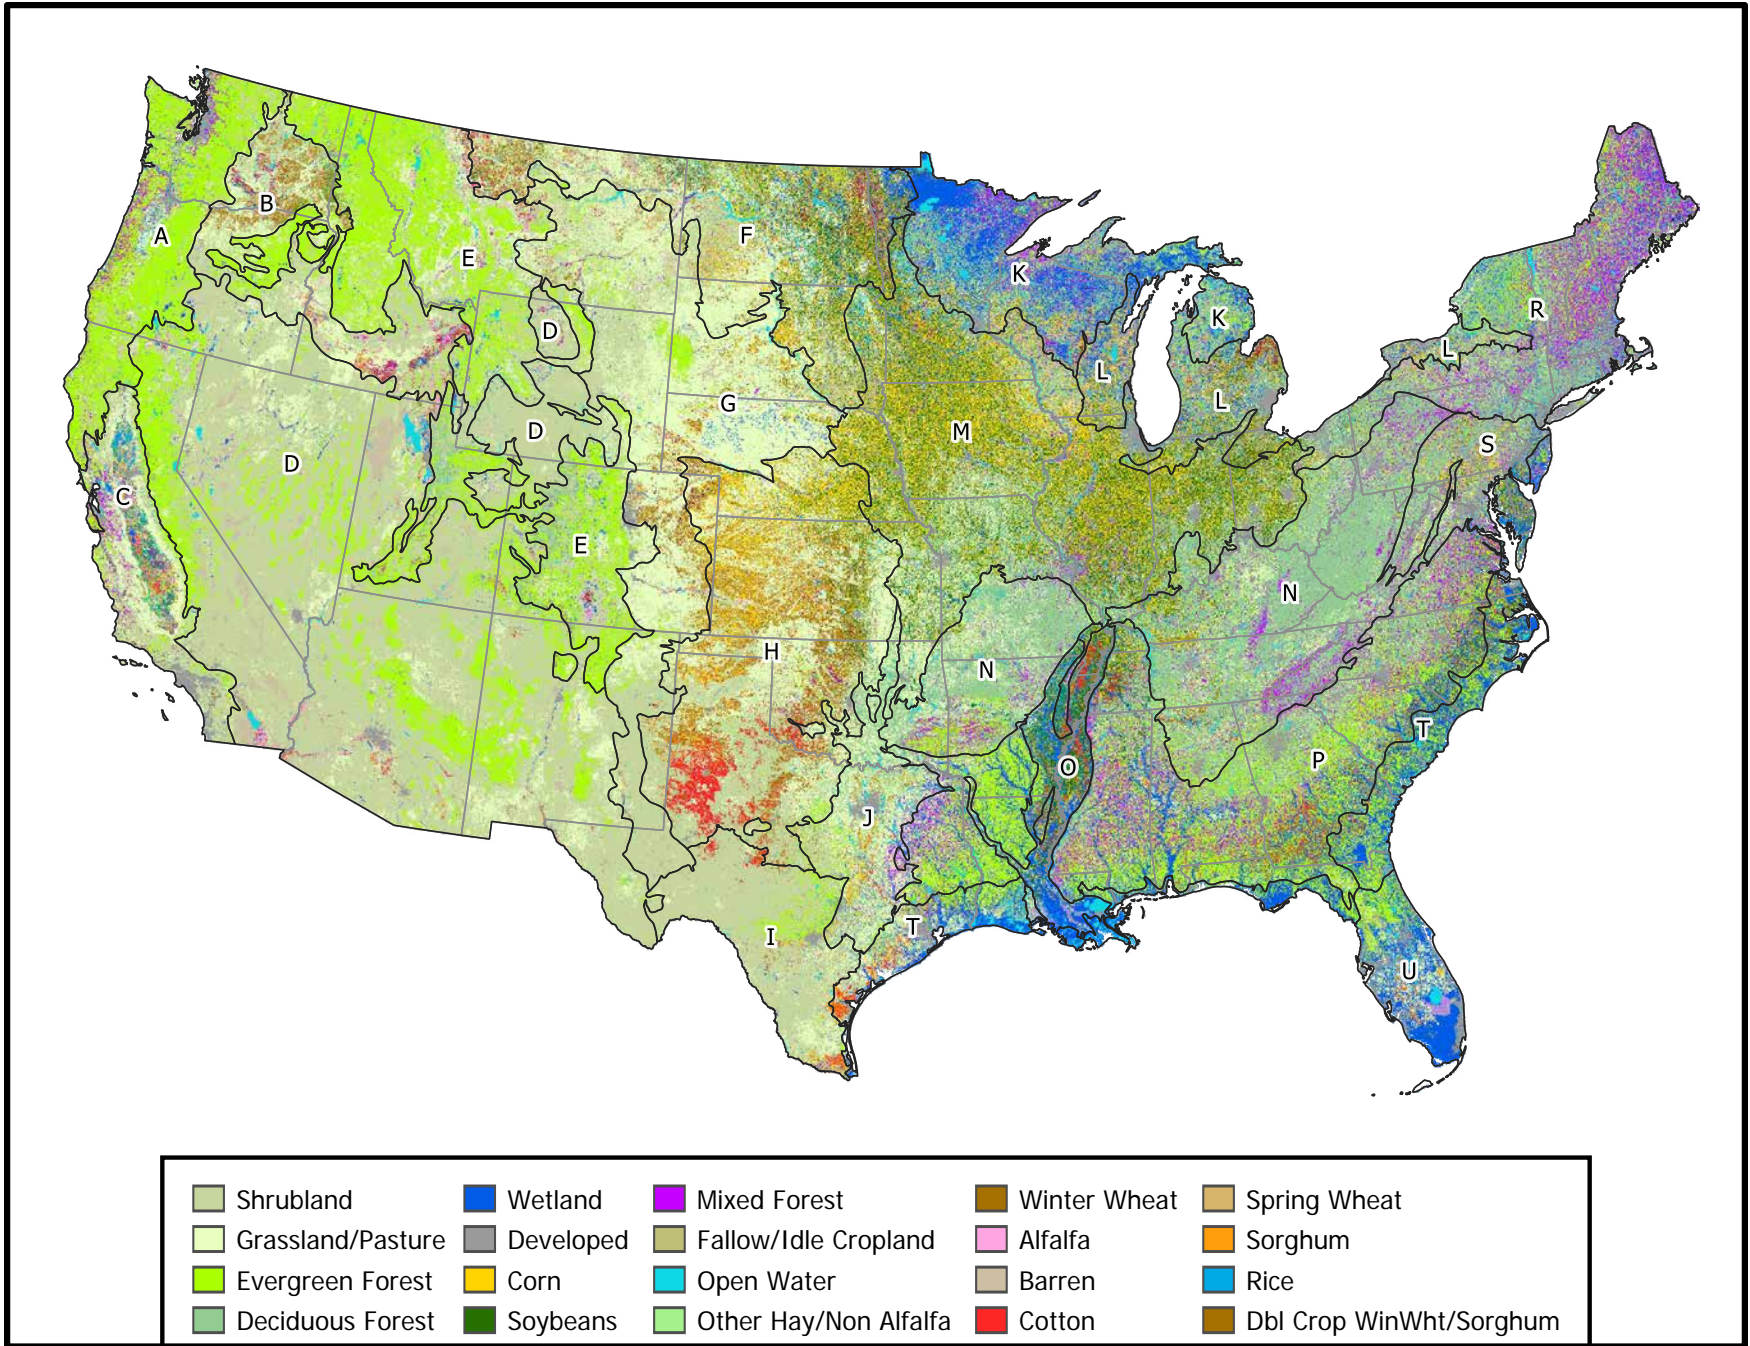 A
B
C
D
D
D
E
E
F
G
H
I
J
K
K
L
L
L
M
N
N
O
P
R
S
T
T
U
Shrubland
Wetland
Mixed Forest
Winter Wheat
Spring Wheat
Grassland/Pasture
Developed
Fallow/Idle Cropland
Alfalfa
Sorghum
Evergreen Forest
Corn
Open Water
Barren
Rice
Deciduous Forest
Soybeans
Other Hay/Non Alfalfa
Cotton
Dbl Crop WinWht/Sorghum